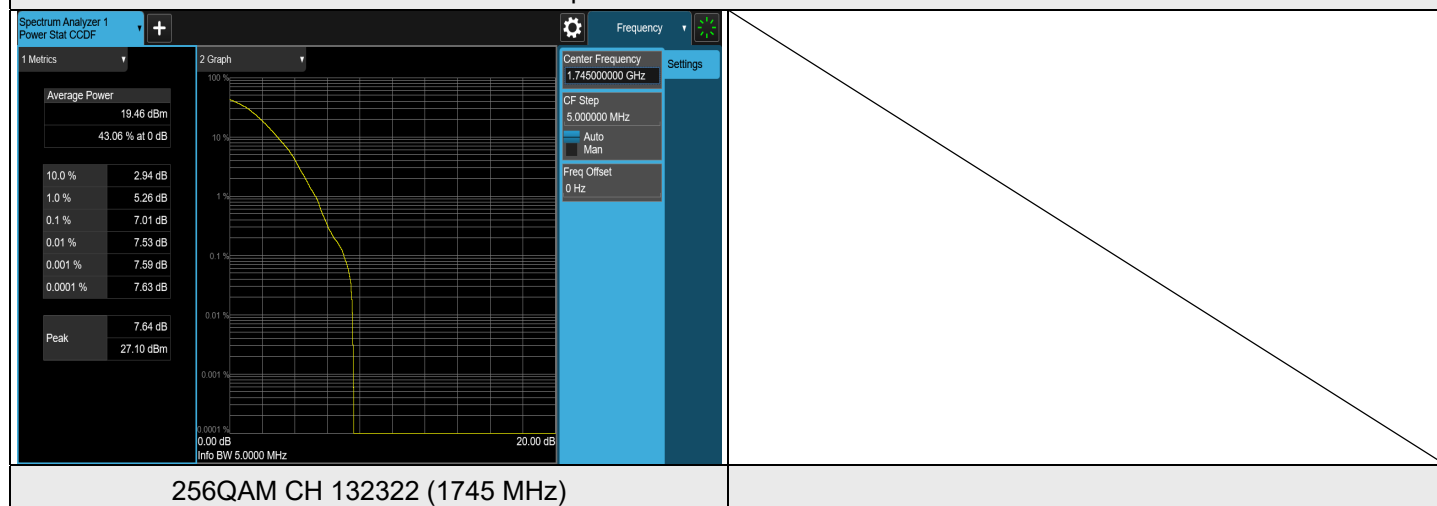 Spectrum Analyzer 1
Power Stat CCDF
+
Frequency
1 Metrics
2 Graph
Average Power
19.46 dBm
43.06 % at 0 dB
10.0 % 2.94 dB
1.0 % 5.26 dB
0.1 % 7.01 dB
0.01 % 7.53 dB
0.001 % 7.59 dB
0.0001 % 7.63 dB
Peak 7.64 dB
27.10 dBm
100 %
10 %
1 %
0.1 %
0.01 %
0.001 %
0.0001 %
0.00 dB 20.00 dB
Info BW 5.0000 MHz
Center Frequency
1.745000000 GHz
Settings
CF Step
5.000000 MHz
Auto
Man
Freq Offset
0 Hz
256QAM CH 132322 (1745 MHz)